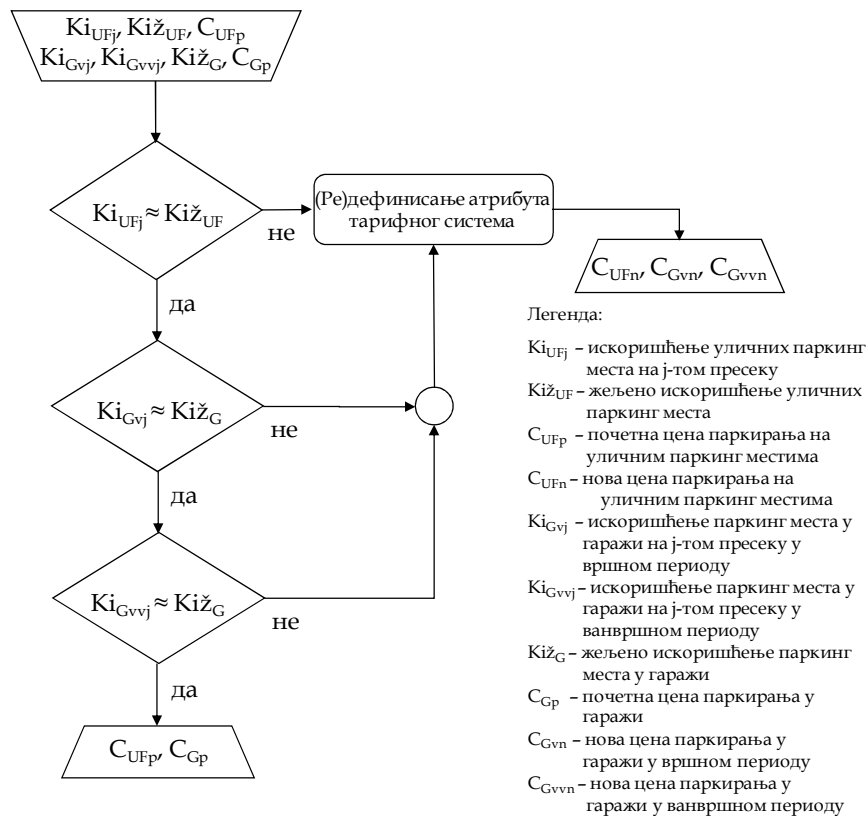 Ki_UFj, Kiž_UF, C_UFp
Ki_Gvj, Ki_Gvvj, Kiž_G, C_Gp
Ki_UFj ≈ Kiž_UF
не
(Ре)дефинисање атрибута
тарифног система
C_UFn, C_Gvn, C_Gvvn
да
Ki_Gvj ≈ Kiž_G
не
да
Ki_Gvvj ≈ Kiž_G
не
да
C_UFp, C_Gp
Легенда:
Ki_UFj – искоришћење уличних паркинг
места на ј-том пресеку
Kiž_UF – жељено искоришћење уличних
паркинг места
C_UFp – почетна цена паркирања на
уличним паркинг местима
C_UFn – нова цена паркирања на
уличним паркинг местима
Ki_Gvj – искоришћење паркинг места у
гаражи на ј-том пресеку у
вршном периоду
Ki_Gvvj – искоришћење паркинг места у
гаражи на ј-том пресеку у
ванвршном периоду
Kiž_G – жељено искоришћење паркинг
места у гаражи
C_Gp – почетна цена паркирања у
гаражи
C_Gvn – нова цена паркирања у
гаражи у вршном периоду
C_Gvvn – нова цена паркирања у
гаражи у ванвршном периоду